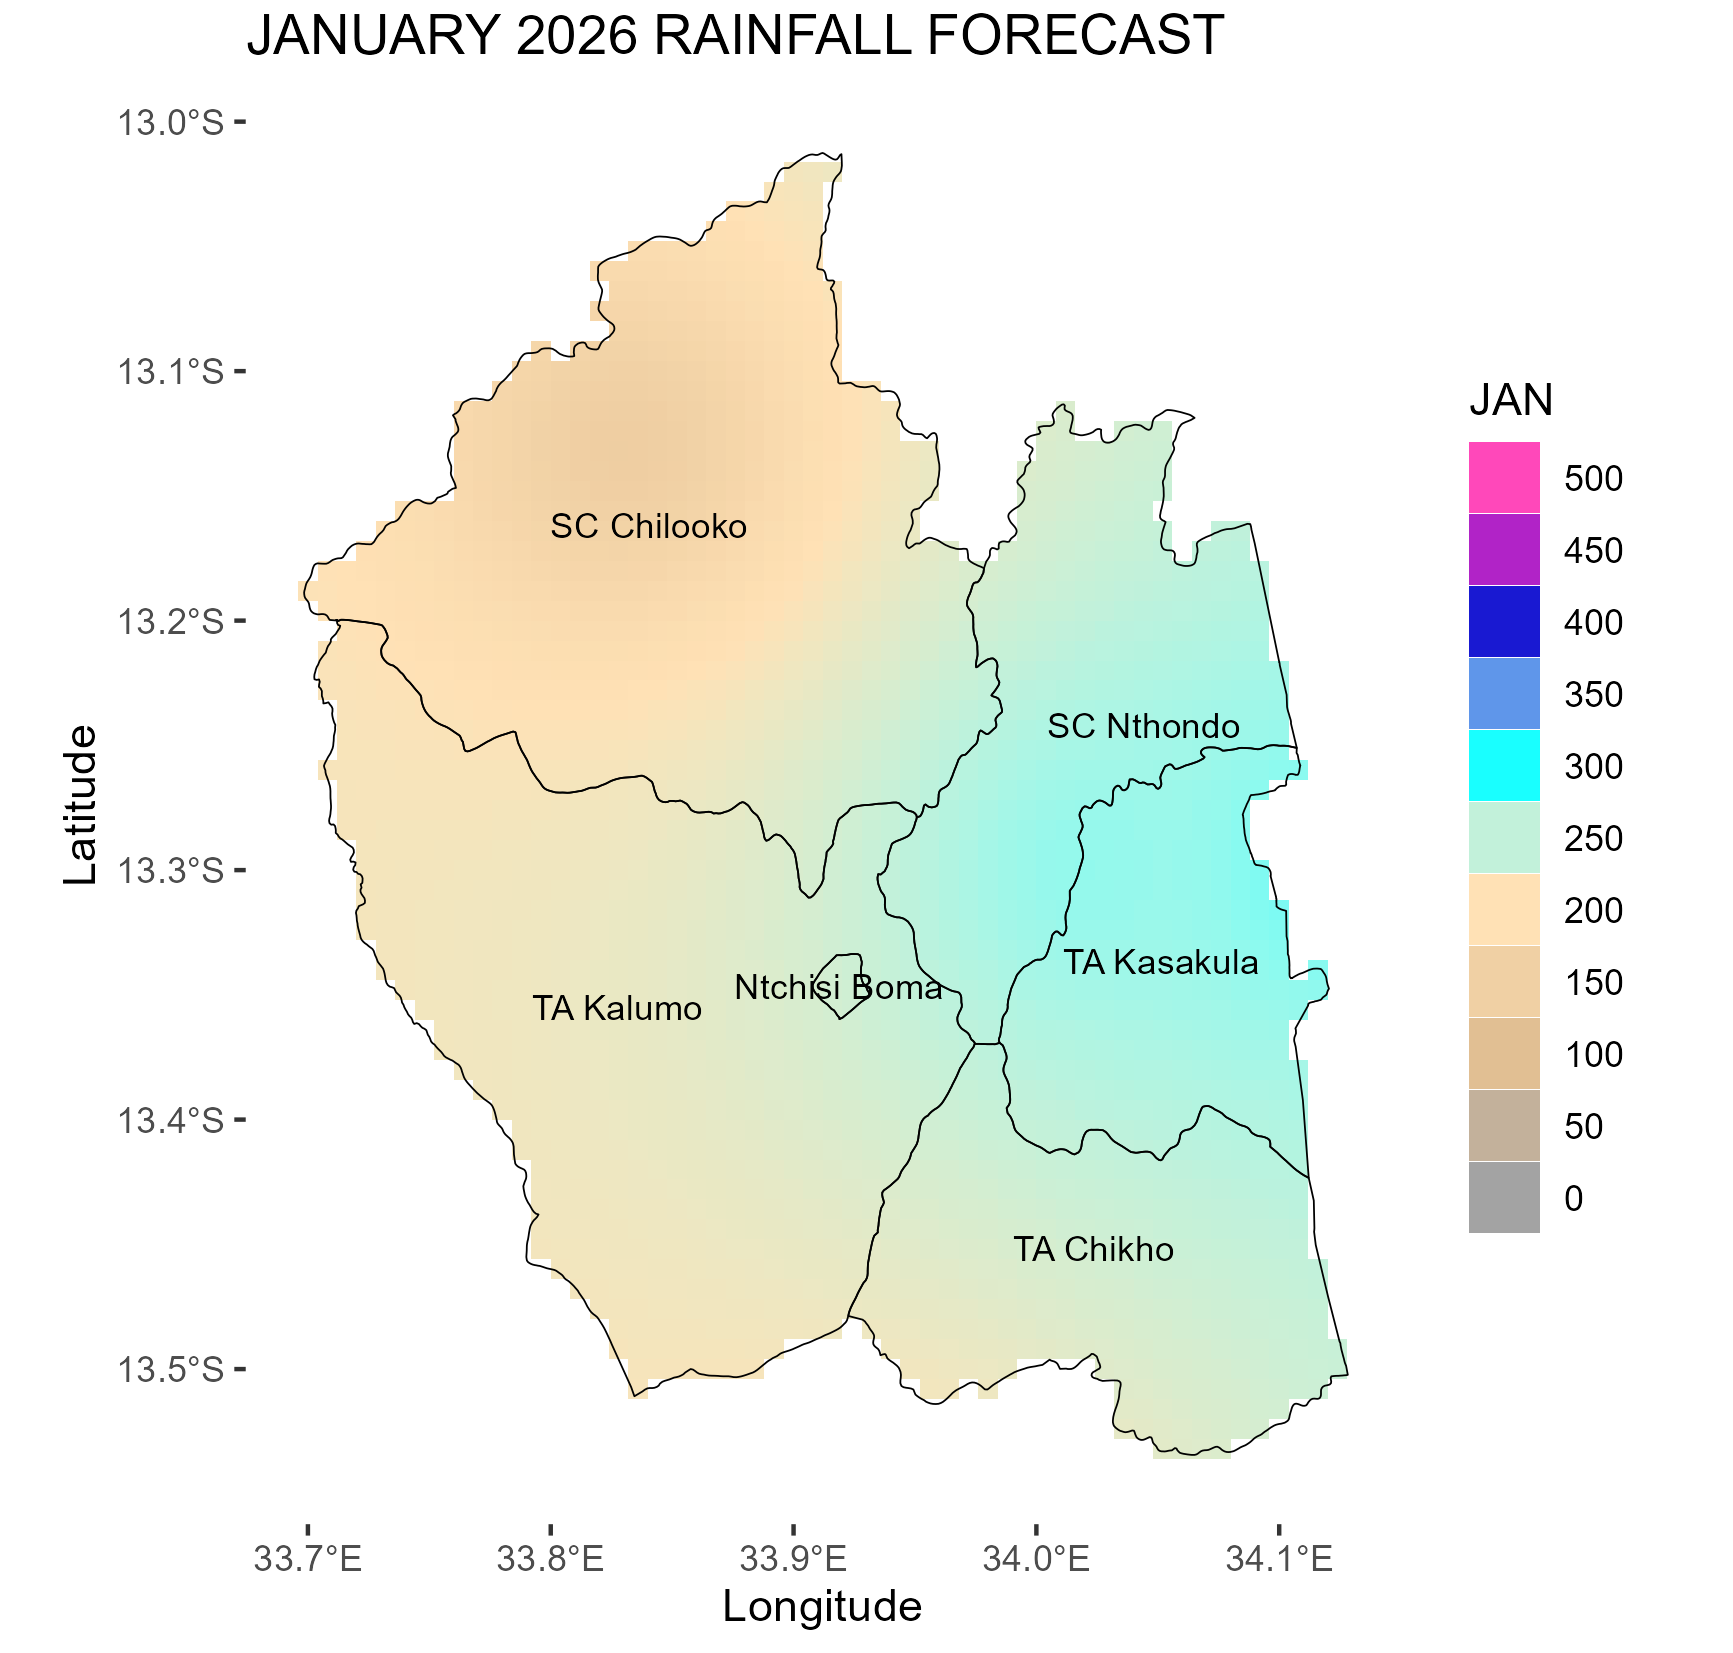 JANUARY 2026 RAINFALL FORECAST
13.0°S
13.1°S
13.2°S
13.3°S
13.4°S
13.5°S
Latitude
SC Chilooko
SC Nthondo
TA Kasakula
Ntchisi Boma
TA Kalumo
TA Chikho
33.7°E
33.8°E
33.9°E
34.0°E
34.1°E
Longitude
JAN
500
450
400
350
300
250
200
150
100
50
0